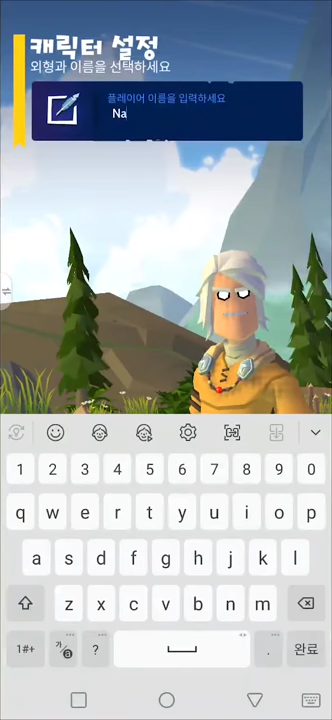 캐릭터 설정
외형과 이름을 선택하세요
플레이어 이름을 입력하세요
Na
1 2 3 4 5 6 7 8 9 0
q w e r t y u i o p
a s d f g h j k l
z x c v b n m
1#+ 가/a ? . 완료